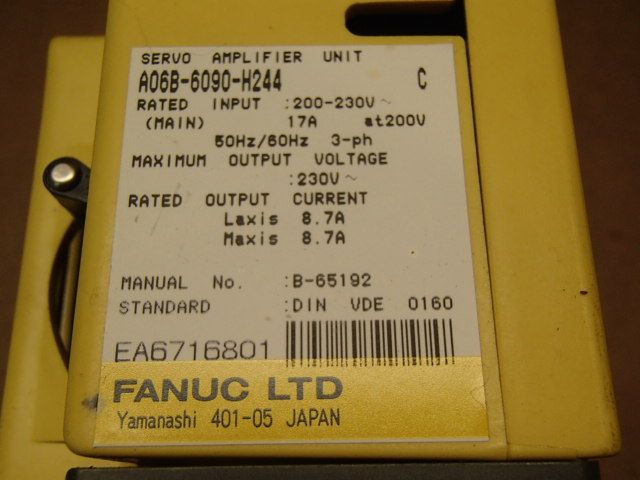 SERVO AMPLIFIER UNIT
A06B-6090-H244 C
RATED INPUT :200-230V~
(MAIN) 17A at200V
50Hz/60Hz 3-ph
MAXIMUM OUTPUT VOLTAGE
:230V~
RATED OUTPUT CURRENT
Laxis 8.7A
Maxis 8.7A
MANUAL No. :B-65192
STANDARD :DIN VDE 0160
EA6716801
FANUC LTD
Yamanashi 401-05 JAPAN